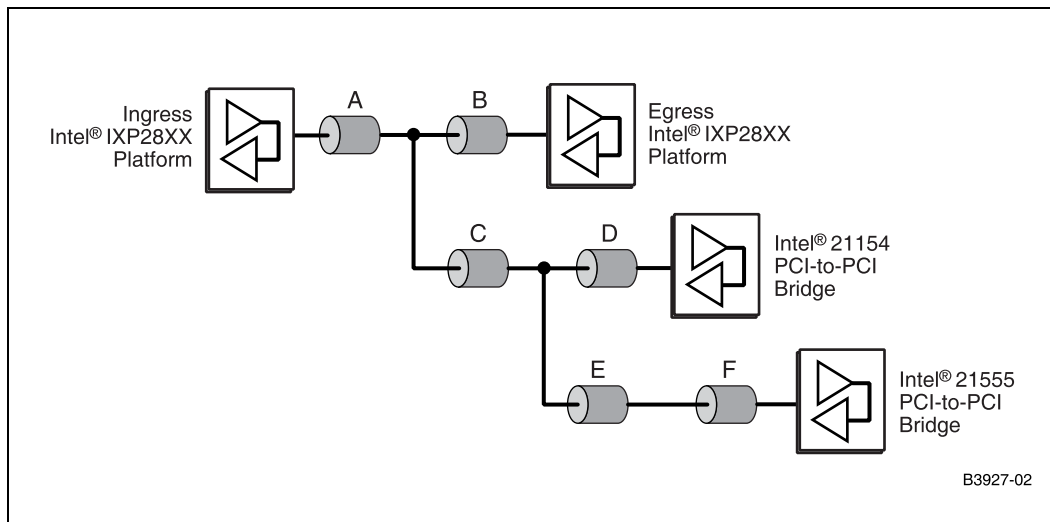 A
B
Ingress
Intel® IXP28XX
Platform
Egress
Intel® IXP28XX
Platform
C
D
Intel® 21154
PCI-to-PCI
Bridge
E
F
Intel® 21555
PCI-to-PCI
Bridge
B3927-02